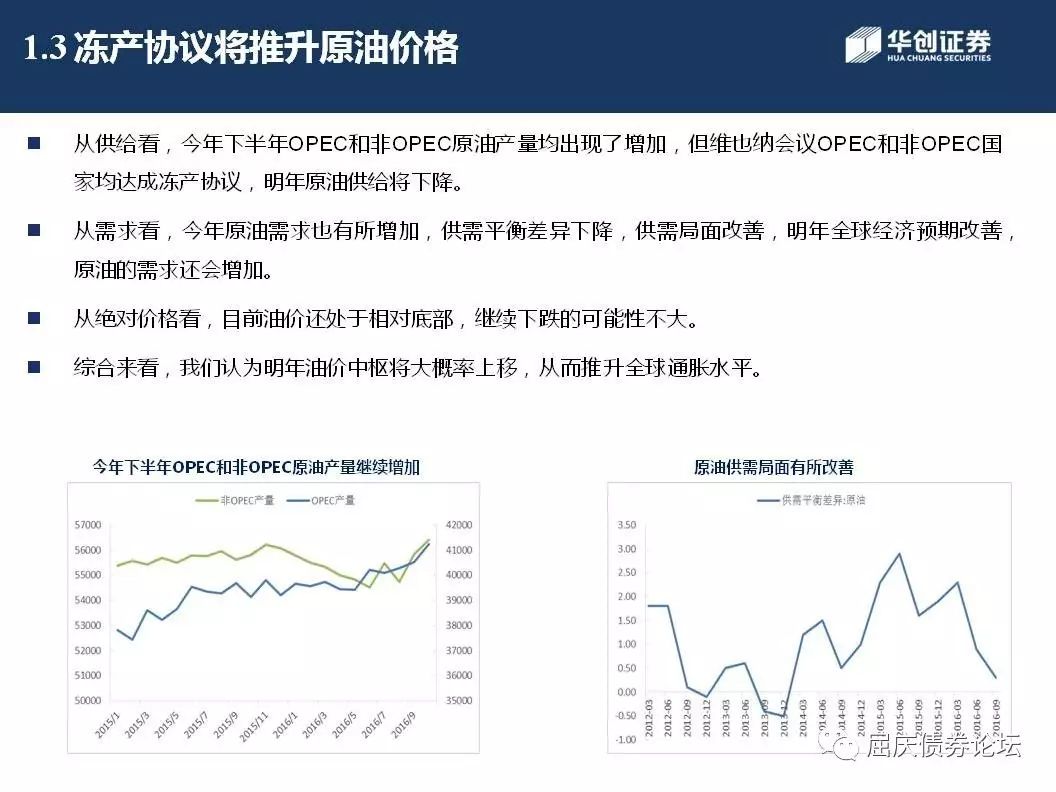 1.3 冻产协议将推升原油价格
华创证券
HUA CHUANG SECURITIES
■ 从供给看，今年下半年OPEC和非OPEC原油产量均出现了增加，但维也纳会议OPEC和非OPEC国
家均达成冻产协议，明年原油供给将下降。
■ 从需求看，今年原油需求也有所增加，供需平衡差异下降，供需局面改善，明年全球经济预期改善，
原油的需求还会增加。
■ 从绝对价格看，目前油价还处于相对底部，继续下跌的可能性不大。
■ 综合来看，我们认为明年油价中枢将大概率上移，从而推升全球通胀水平。
今年下半年OPEC和非OPEC原油产量继续增加
非OPEC产量 OPEC产量
57000 42000
56000 41000
55000 40000
54000 39000
53000 38000
52000 37000
51000 36000
50000 35000
2015/1 2015/3 2015/5 2015/7 2015/9 2015/11 2016/1 2016/3 2016/5 2016/7 2016/9
原油供需局面有所改善
供需平衡差异:原油
3.50
3.00
2.50
2.00
1.50
1.00
0.50
0.00
-0.50
-1.00
2012-03 2012-06 2012-09 2012-12 2013-03 2013-06 2013-09 2013-12 2014-03 2014-06 2014-09 2014-12 2015-03 2015-06 2015-09 2015-12 2016-03 2016-06 2016-09
屈庆债券论坛